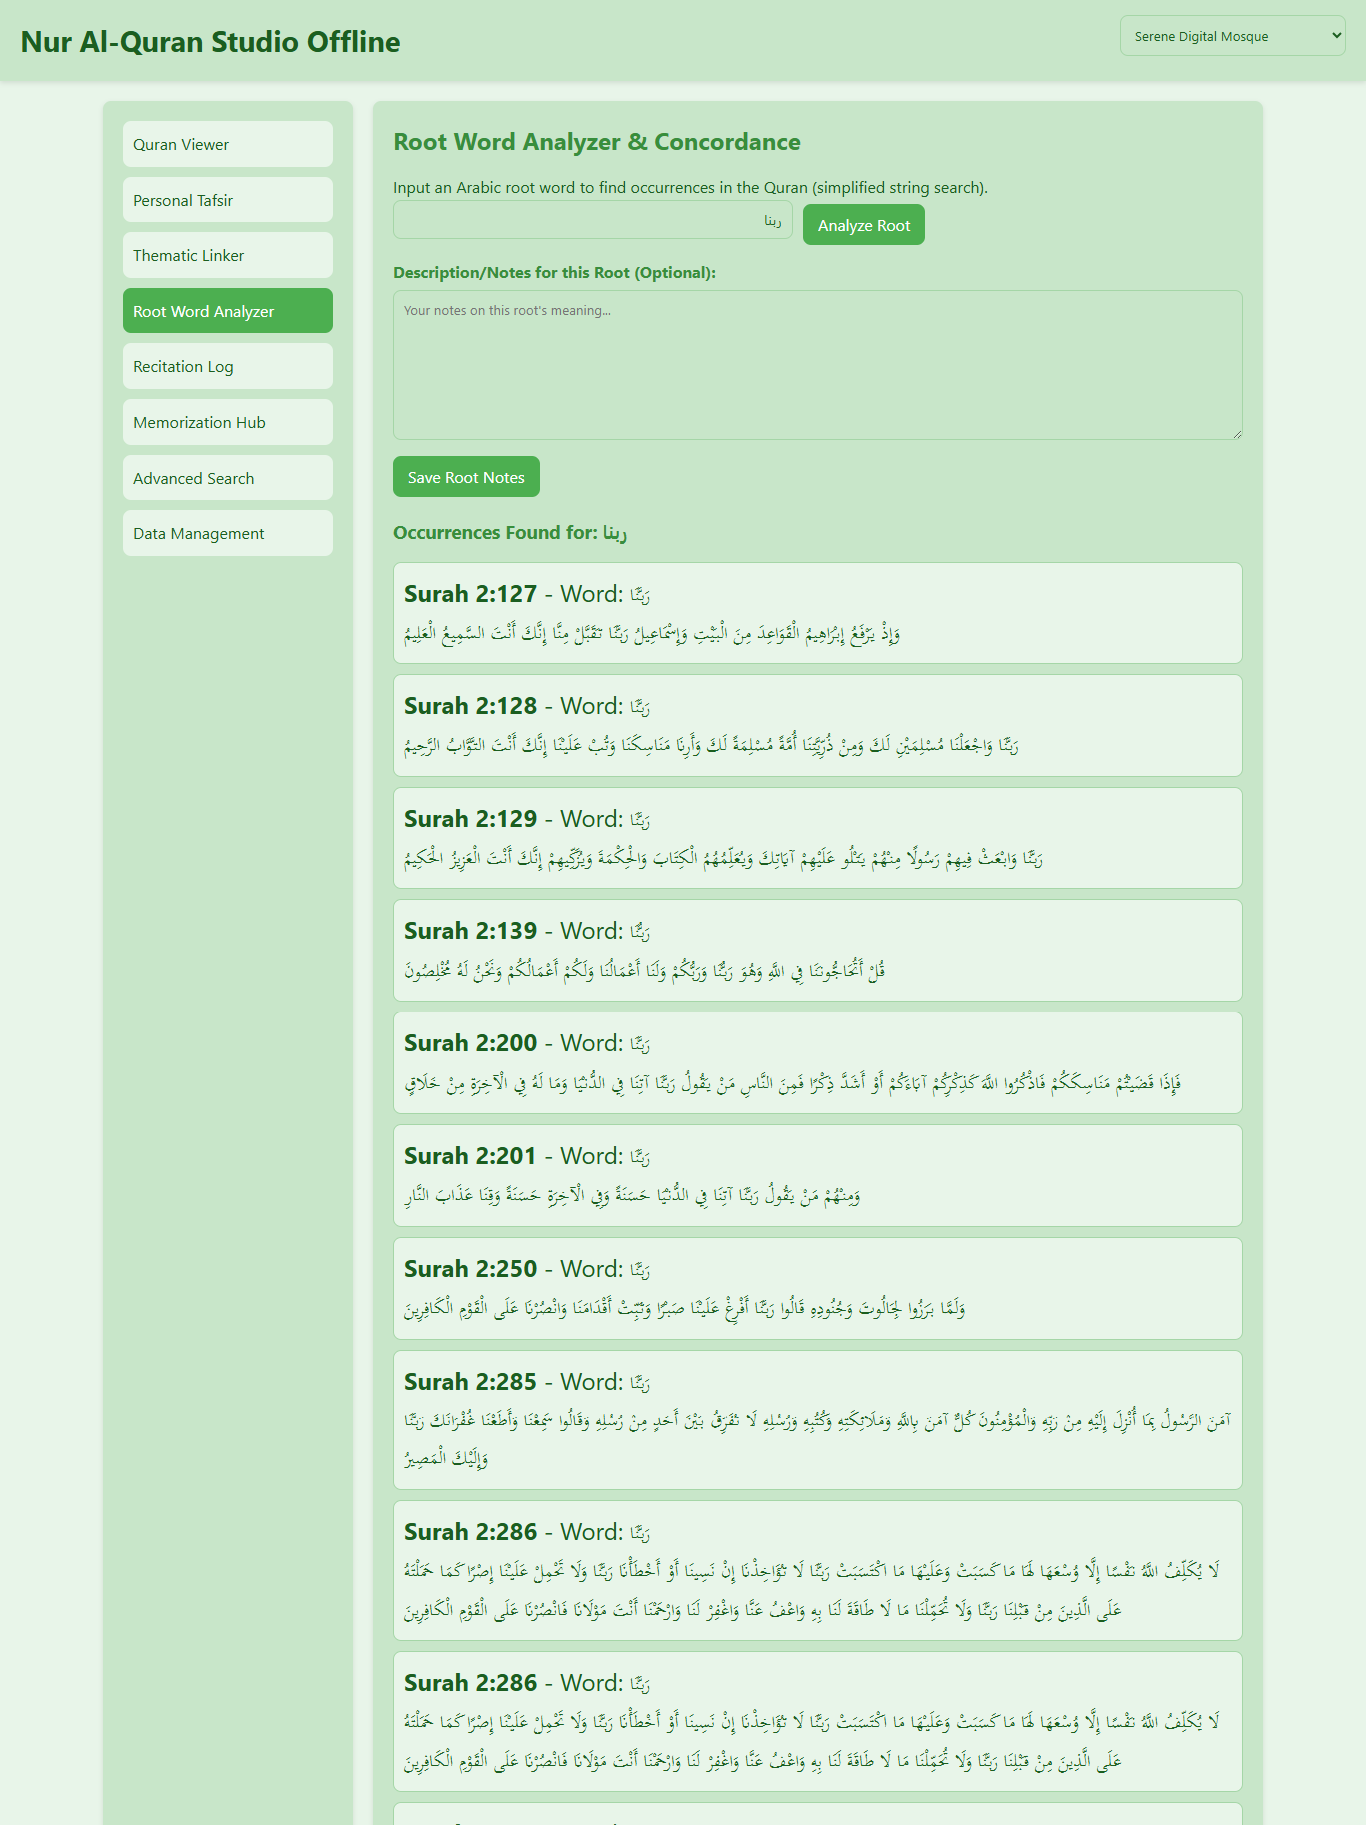 Nur Al-Quran Studio Offline
Serene Digital Mosque
Quran Viewer
Personal Tafsir
Thematic Linker
Root Word Analyzer
Recitation Log
Memorization Hub
Advanced Search
Data Management
Root Word Analyzer & Concordance
Input an Arabic root word to find occurrences in the Quran (simplified string search).
ربنا
Analyze Root
Description/Notes for this Root (Optional):
Your notes on this root's meaning...
Save Root Notes
Occurrences Found for: ربنا
Surah 2:127 - Word: رَبَّنَا
وَإِذْ يَرْفَعُ إِبْرَاهِيمُ الْقَوَاعِدَ مِنَ الْبَيْتِ وَإِسْمَاعِيلُ رَبَّنَا تَقَبَّلْ مِنَّا إِنَّكَ أَنْتَ السَّمِيعُ الْعَلِيمُ
Surah 2:128 - Word: رَبَّنَا
رَبَّنَا وَاجْعَلْنَا مُسْلِمَيْنِ لَكَ وَمِنْ ذُرِّيَّتِنَا أُمَّةً مُسْلِمَةً لَكَ وَأَرِنَا مَنَاسِكَنَا وَتُبْ عَلَيْنَا إِنَّكَ أَنْتَ التَّوَّابُ الرَّحِيمُ
Surah 2:129 - Word: رَبَّنَا
رَبَّنَا وَابْعَثْ فِيهِمْ رَسُولًا مِنْهُمْ يَتْلُو عَلَيْهِمْ آيَاتِكَ وَيُعَلِّمُهُمُ الْكِتَابَ وَالْحِكْمَةَ وَيُزَكِّيهِمْ إِنَّكَ أَنْتَ الْعَزِيزُ الْحَكِيمُ
Surah 2:139 - Word: رَبُّنَا
قُلْ أَتُحَاجُّونَنَا فِي اللَّهِ وَهُوَ رَبُّنَا وَرَبُّكُمْ وَلَنَا أَعْمَالُنَا وَلَكُمْ أَعْمَالُكُمْ وَنَحْنُ لَهُ مُخْلِصُونَ
Surah 2:200 - Word: رَبَّنَا
فَإِذَا قَضَيْتُمْ مَنَاسِكَكُمْ فَاذْكُرُوا اللَّهَ كَذِكْرِكُمْ آبَاءَكُمْ أَوْ أَشَدَّ ذِكْرًا فَمِنَ النَّاسِ مَنْ يَقُولُ رَبَّنَا آتِنَا فِي الدُّنْيَا وَمَا لَهُ فِي الْآخِرَةِ مِنْ خَلَاقٍ
Surah 2:201 - Word: رَبَّنَا
وَمِنْهُمْ مَنْ يَقُولُ رَبَّنَا آتِنَا فِي الدُّنْيَا حَسَنَةً وَفِي الْآخِرَةِ حَسَنَةً وَقِنَا عَذَابَ النَّارِ
Surah 2:250 - Word: رَبَّنَا
وَلَمَّا بَرَزُوا لِجَالُوتَ وَجُنُودِهِ قَالُوا رَبَّنَا أَفْرِغْ عَلَيْنَا صَبْرًا وَثَبِّتْ أَقْدَامَنَا وَانْصُرْنَا عَلَى الْقَوْمِ الْكَافِرِينَ
Surah 2:285 - Word: رَبَّنَا
آمَنَ الرَّسُولُ بِمَا أُنْزِلَ إِلَيْهِ مِنْ رَبِّهِ وَالْمُؤْمِنُونَ كُلٌّ آمَنَ بِاللَّهِ وَمَلَائِكَتِهِ وَكُتُبِهِ وَرُسُلِهِ لَا نُفَرِّقُ بَيْنَ أَحَدٍ مِنْ رُسُلِهِ وَقَالُوا سَمِعْنَا وَأَطَعْنَا غُفْرَانَكَ رَبَّنَا
وَإِلَيْكَ الْمَصِيرُ
Surah 2:286 - Word: رَبَّنَا
لَا يُكَلِّفُ اللَّهُ نَفْسًا إِلَّا وُسْعَهَا لَهَا مَا كَسَبَتْ وَعَلَيْهَا مَا اكْتَسَبَتْ رَبَّنَا لَا تُؤَاخِذْنَا إِنْ نَسِينَا أَوْ أَخْطَأْنَا رَبَّنَا وَلَا تَحْمِلْ عَلَيْنَا إِصْرًا كَمَا حَمَلْتَهُ
عَلَى الَّذِينَ مِنْ قَبْلِنَا رَبَّنَا وَلَا تُحَمِّلْنَا مَا لَا طَاقَةَ لَنَا بِهِ وَاعْفُ عَنَّا وَاغْفِرْ لَنَا وَارْحَمْنَا أَنْتَ مَوْلَانَا فَانْصُرْنَا عَلَى الْقَوْمِ الْكَافِرِينَ
Surah 2:286 - Word: رَبَّنَا
لَا يُكَلِّفُ اللَّهُ نَفْسًا إِلَّا وُسْعَهَا لَهَا مَا كَسَبَتْ وَعَلَيْهَا مَا اكْتَسَبَتْ رَبَّنَا لَا تُؤَاخِذْنَا إِنْ نَسِينَا أَوْ أَخْطَأْنَا رَبَّنَا وَلَا تَحْمِلْ عَلَيْنَا إِصْرًا كَمَا حَمَلْتَهُ
عَلَى الَّذِينَ مِنْ قَبْلِنَا رَبَّنَا وَلَا تُحَمِّلْنَا مَا لَا طَاقَةَ لَنَا بِهِ وَاعْفُ عَنَّا وَاغْفِرْ لَنَا وَارْحَمْنَا أَنْتَ مَوْلَانَا فَانْصُرْنَا عَلَى الْقَوْمِ الْكَافِرِينَ